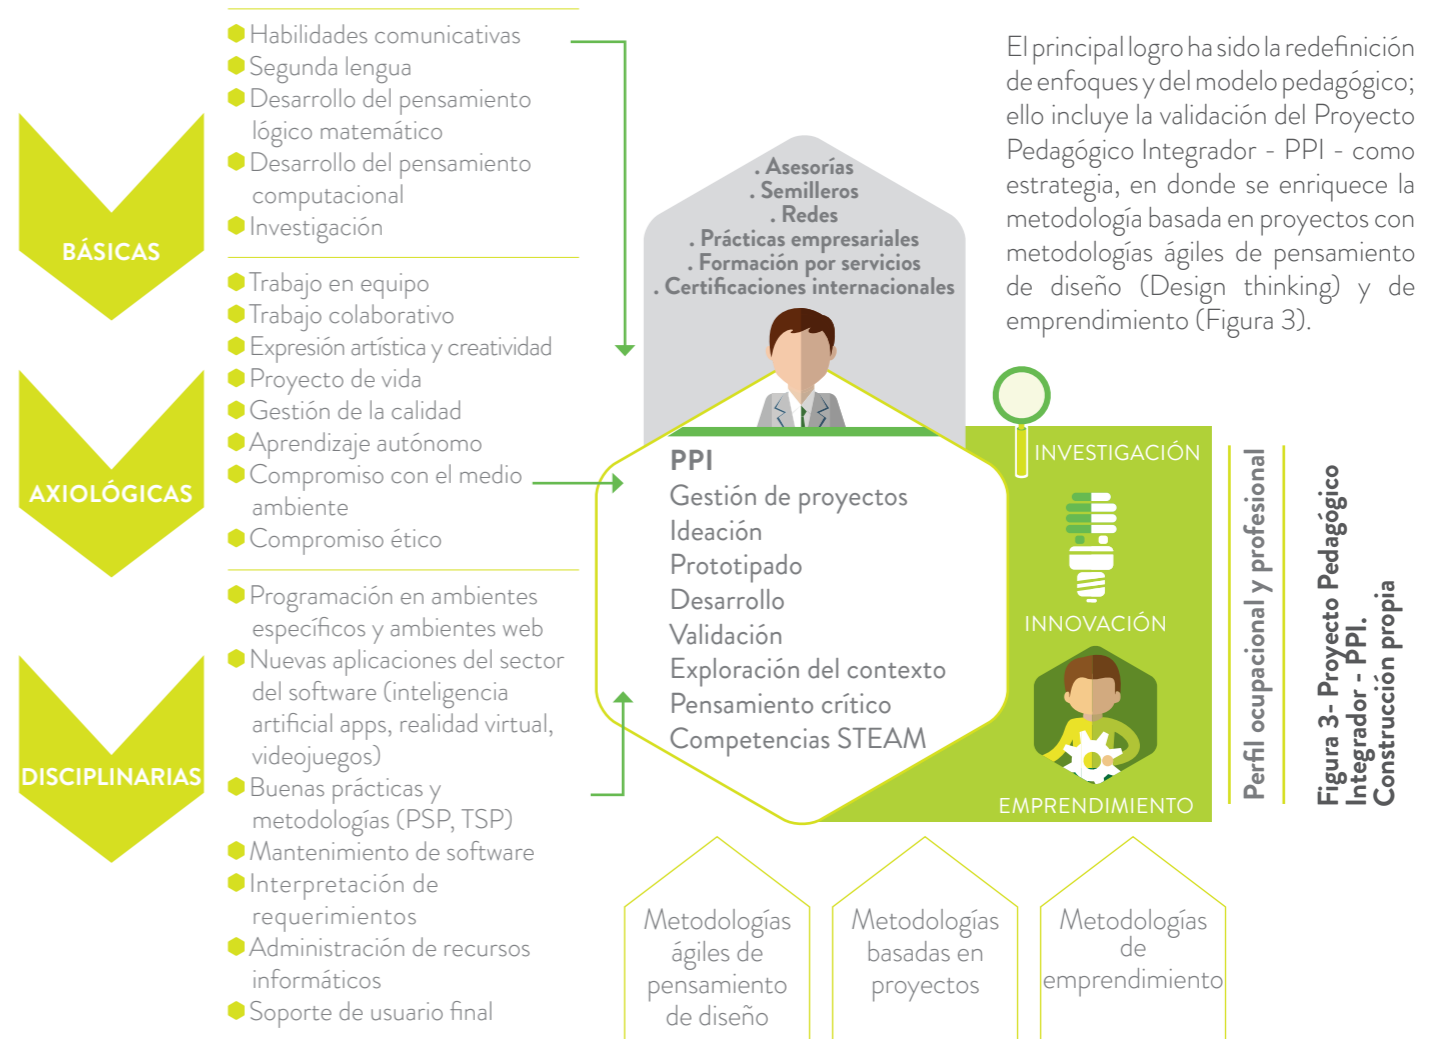 BÁSICAS
Habilidades comunicativas
Segunda lengua
Desarrollo del pensamiento
lógico matemático
Desarrollo del pensamiento
computacional
Investigación
AXIOLÓGICAS
Trabajo en equipo
Trabajo colaborativo
Expresión artística y creatividad
Proyecto de vida
Gestión de la calidad
Aprendizaje autónomo
Compromiso con el medio
ambiente
Compromiso ético
DISCIPLINARIAS
Programación en ambientes
específicos y ambientes web
Nuevas aplicaciones del sector
del software (inteligencia
artificial apps, realidad virtual,
videojuegos)
Buenas prácticas y
metodologías (PSP, TSP)
Mantenimiento de software
Interpretación de
requerimientos
Administración de recursos
informáticos
Soporte de usuario final
. Asesorías
. Semilleros
. Redes
. Prácticas empresariales
. Formación por servicios
. Certificaciones internacionales
PPI
Gestión de proyectos
Ideación
Prototipado
Desarrollo
Validación
Exploración del contexto
Pensamiento crítico
Competencias STEAM
El principal logro ha sido la redefinición
de enfoques y del modelo pedagógico;
ello incluye la validación del Proyecto
Pedagógico Integrador - PPI - como
estrategia, en donde se enriquece la
metodología basada en proyectos con
metodologías ágiles de pensamiento
de diseño (Design thinking) y de
emprendimiento (Figura 3).
INVESTIGACIÓN
INNOVACIÓN
EMPRENDIMIENTO
Perfil ocupacional y profesional
Figura 3- Proyecto Pedagógico
Integrador - PPI.
Construcción propia
Metodologías
ágiles de
pensamiento
de diseño
Metodologías
basadas en
proyectos
Metodologías
de
emprendimiento